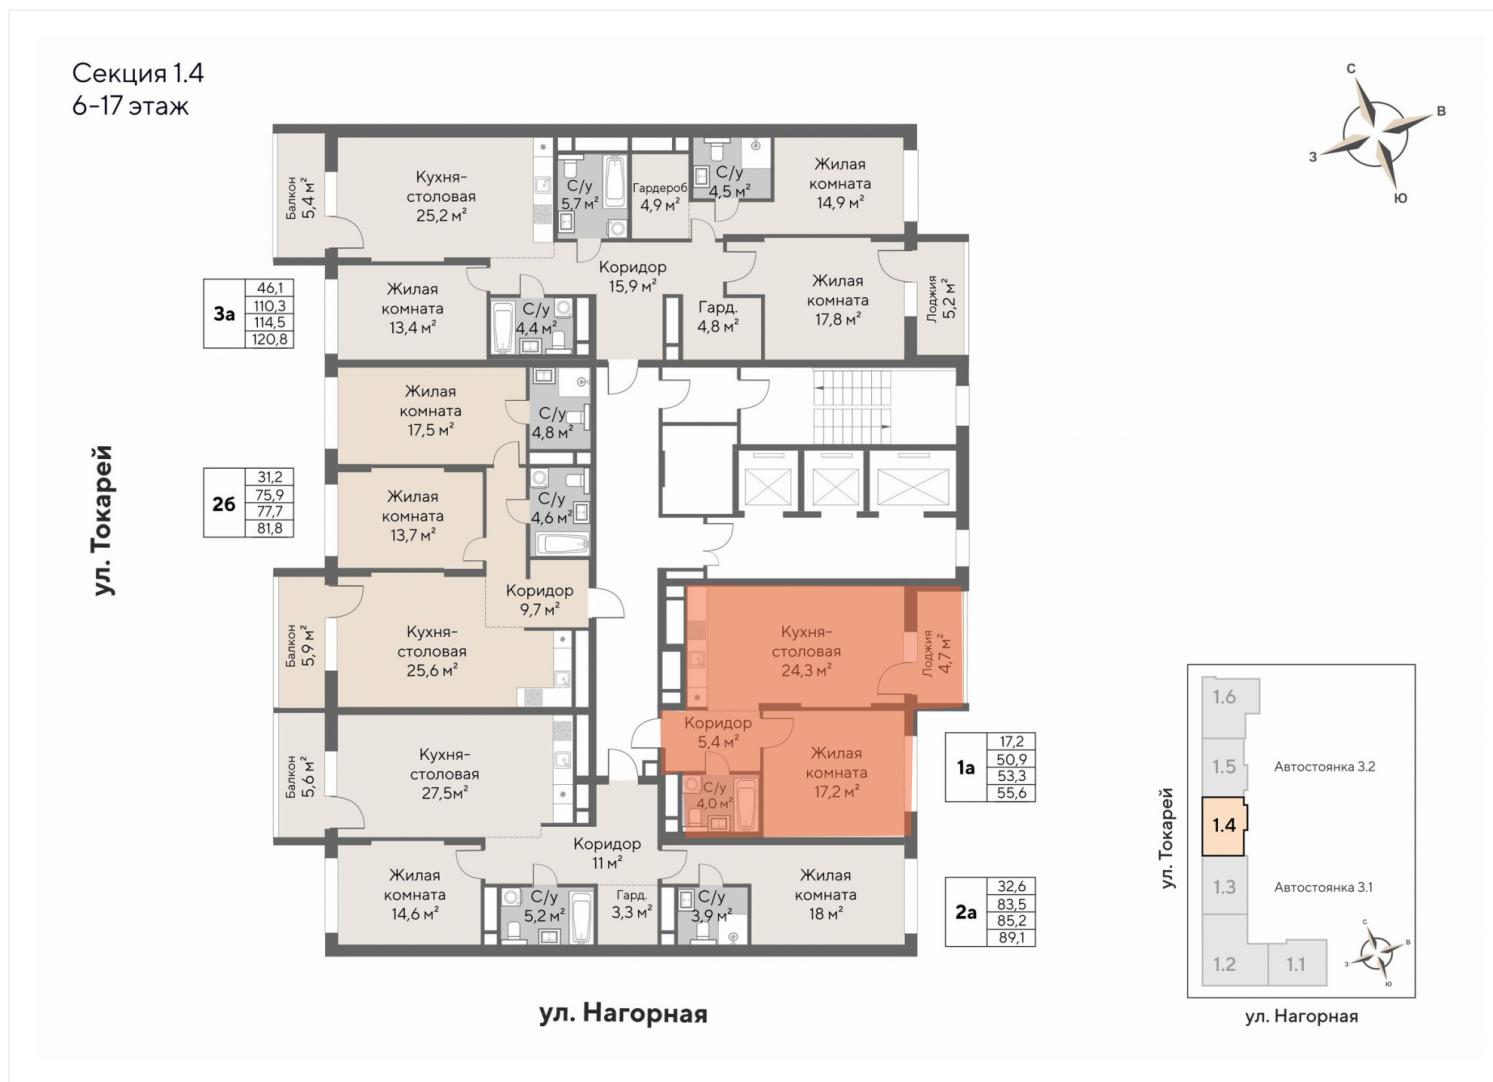 Секция 1.4
6-17 этаж
С
В
З
Ю
Балкон
5,4 м²
Кухня-
столовая
25,2 м²
С/у
5,7 м²
Гардероб
4,9 м²
С/у
4,5 м²
Жилая
комната
14,9 м²
3а
46,1
110,3
114,5
120,8
Жилая
комната
13,4 м²
С/у
4,4 м²
Коридор
15,9 м²
Гард.
4,8 м²
Жилая
комната
17,8 м²
Лоджия
5,2 м²
Жилая
комната
17,5 м²
С/у
4,8 м²
ул. Токарей
2б
31,2
75,9
77,7
81,8
Жилая
комната
13,7 м²
С/у
4,6 м²
Коридор
9,7 м²
Балкон
5,9 м²
Кухня-
столовая
25,6 м²
Кухня-
столовая
24,3 м²
Лоджия
4,7 м²
Коридор
5,4 м²
Жилая
комната
17,2 м²
С/у
4,0 м²
1а
17,2
50,9
53,3
55,6
Балкон
5,6 м²
Кухня-
столовая
27,5м²
Коридор
11 м²
Жилая
комната
14,6 м²
С/у
5,2 м²
Гард.
3,3 м²
С/у
3,9 м²
Жилая
комната
18 м²
2а
32,6
83,5
85,2
89,1
ул. Нагорная
1.6
1.5
Автостоянка 3.2
1.4
1.3
Автостоянка 3.1
1.2
1.1
С
В
З
Ю
ул. Токарей
ул. Нагорная